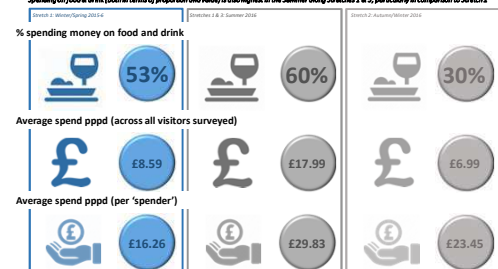 Stretch 1: Winter/Spring 2015-6
Stretches 1 & 3: Summer 2016
Stretch 2: Autumn/Winter 2016
% spending money on food and drink
53%
60%
30%
Average spend pppd (across all visitors surveyed)
£
£8.59
£
£17.99
£
£6.99
Average spend pppd (per ‘spender’)
£
£16.26
£
£29.83
£
£23.45